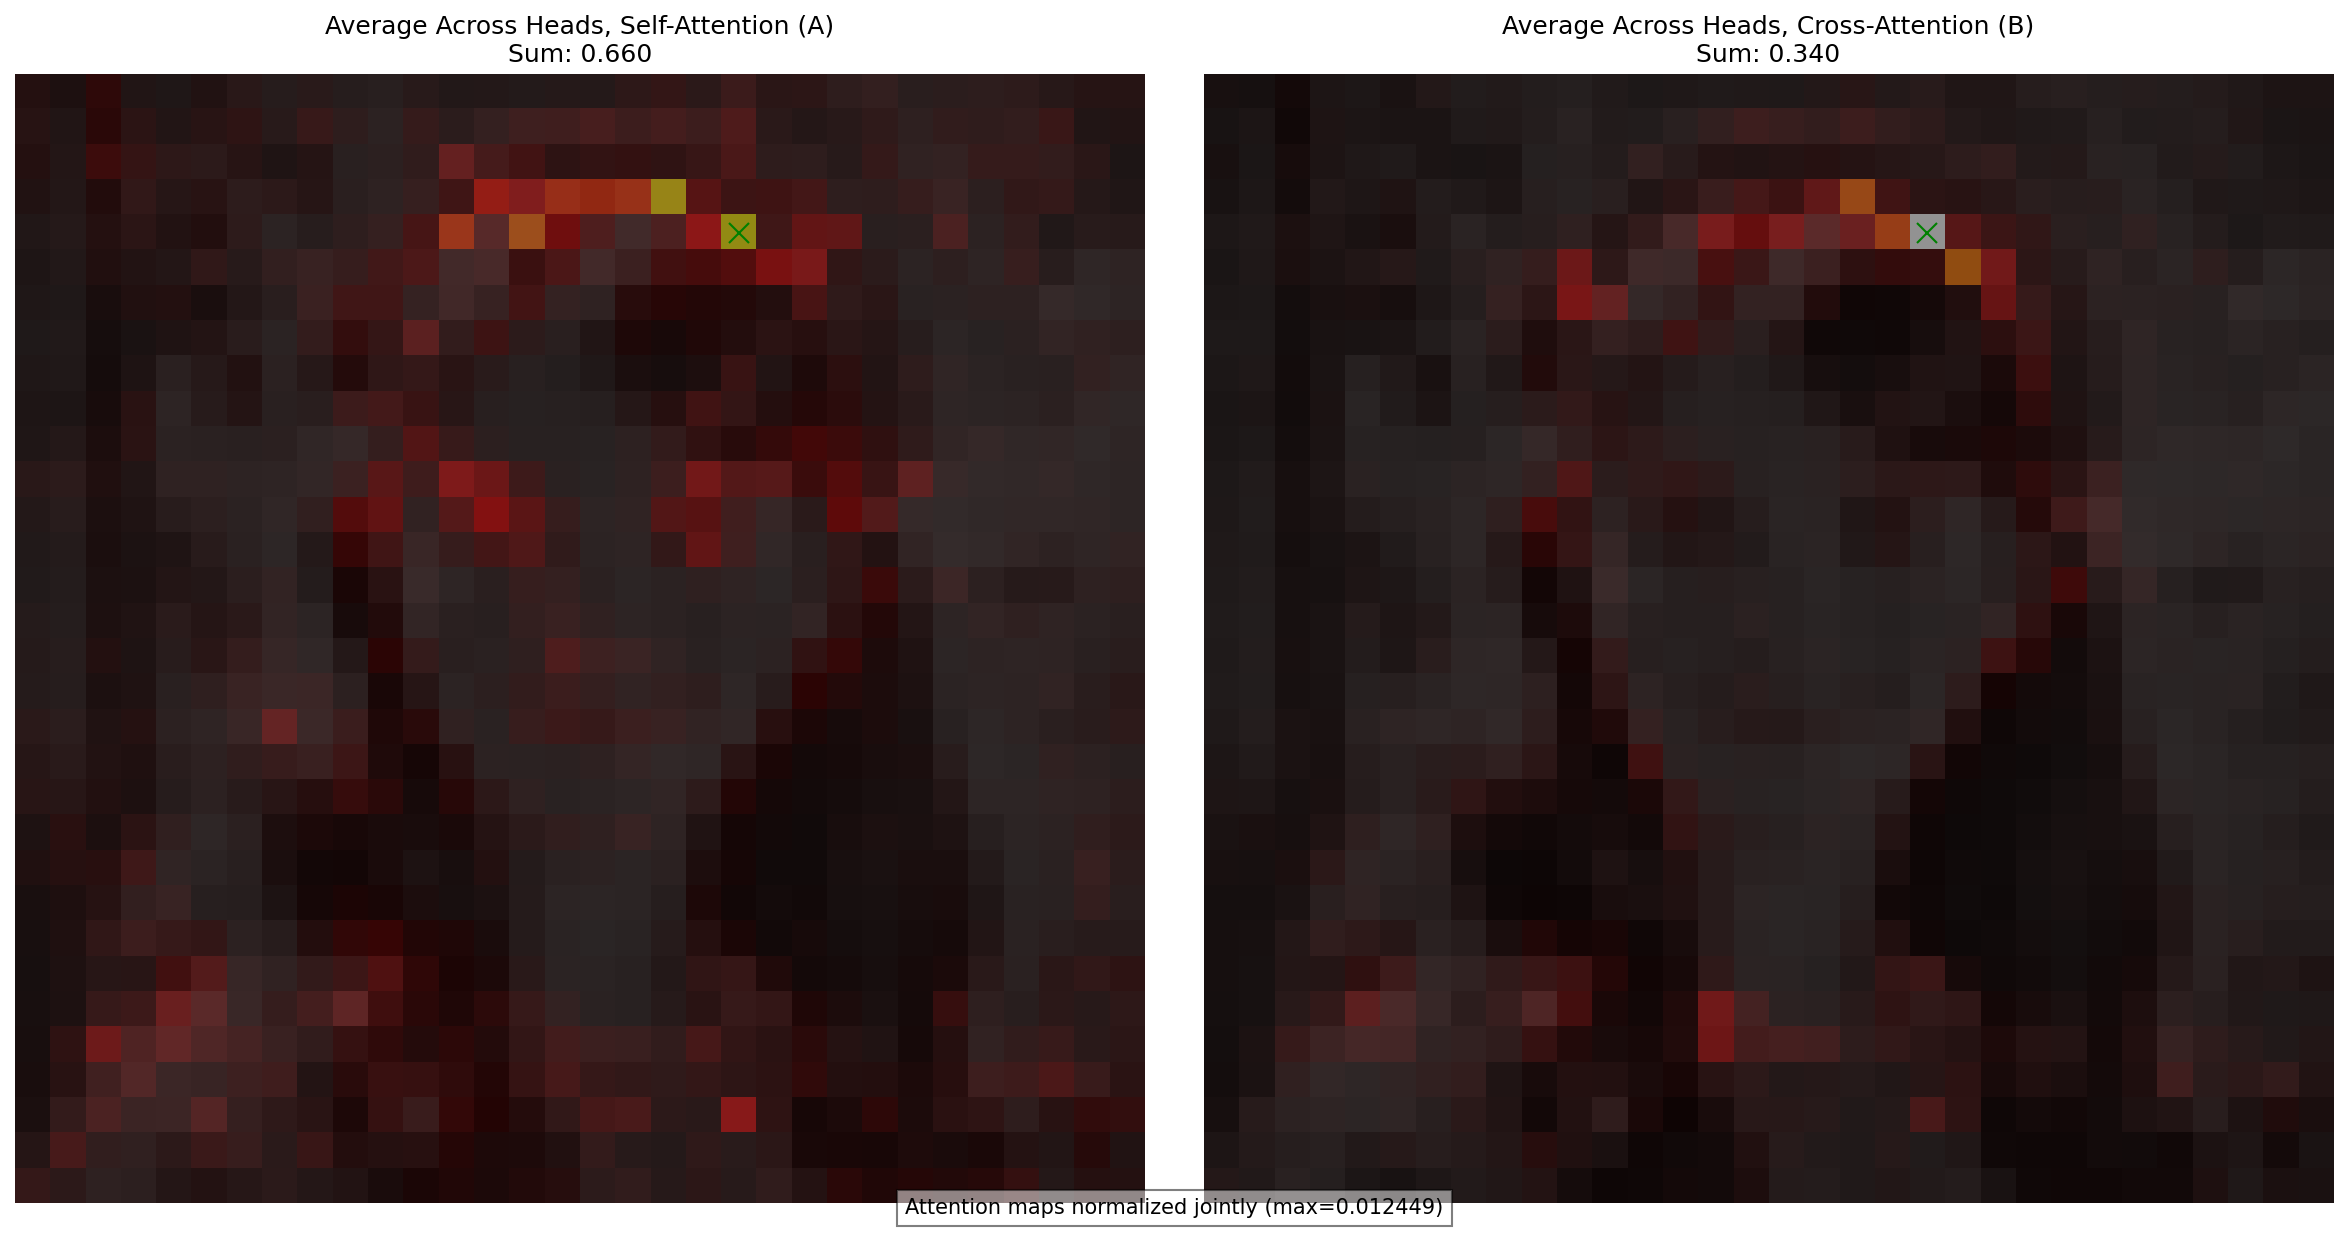 Average Across Heads, Self-Attention (A)
Sum: 0.660
Average Across Heads, Cross-Attention (B)
Sum: 0.340
Attention maps normalized jointly (max=0.012449)